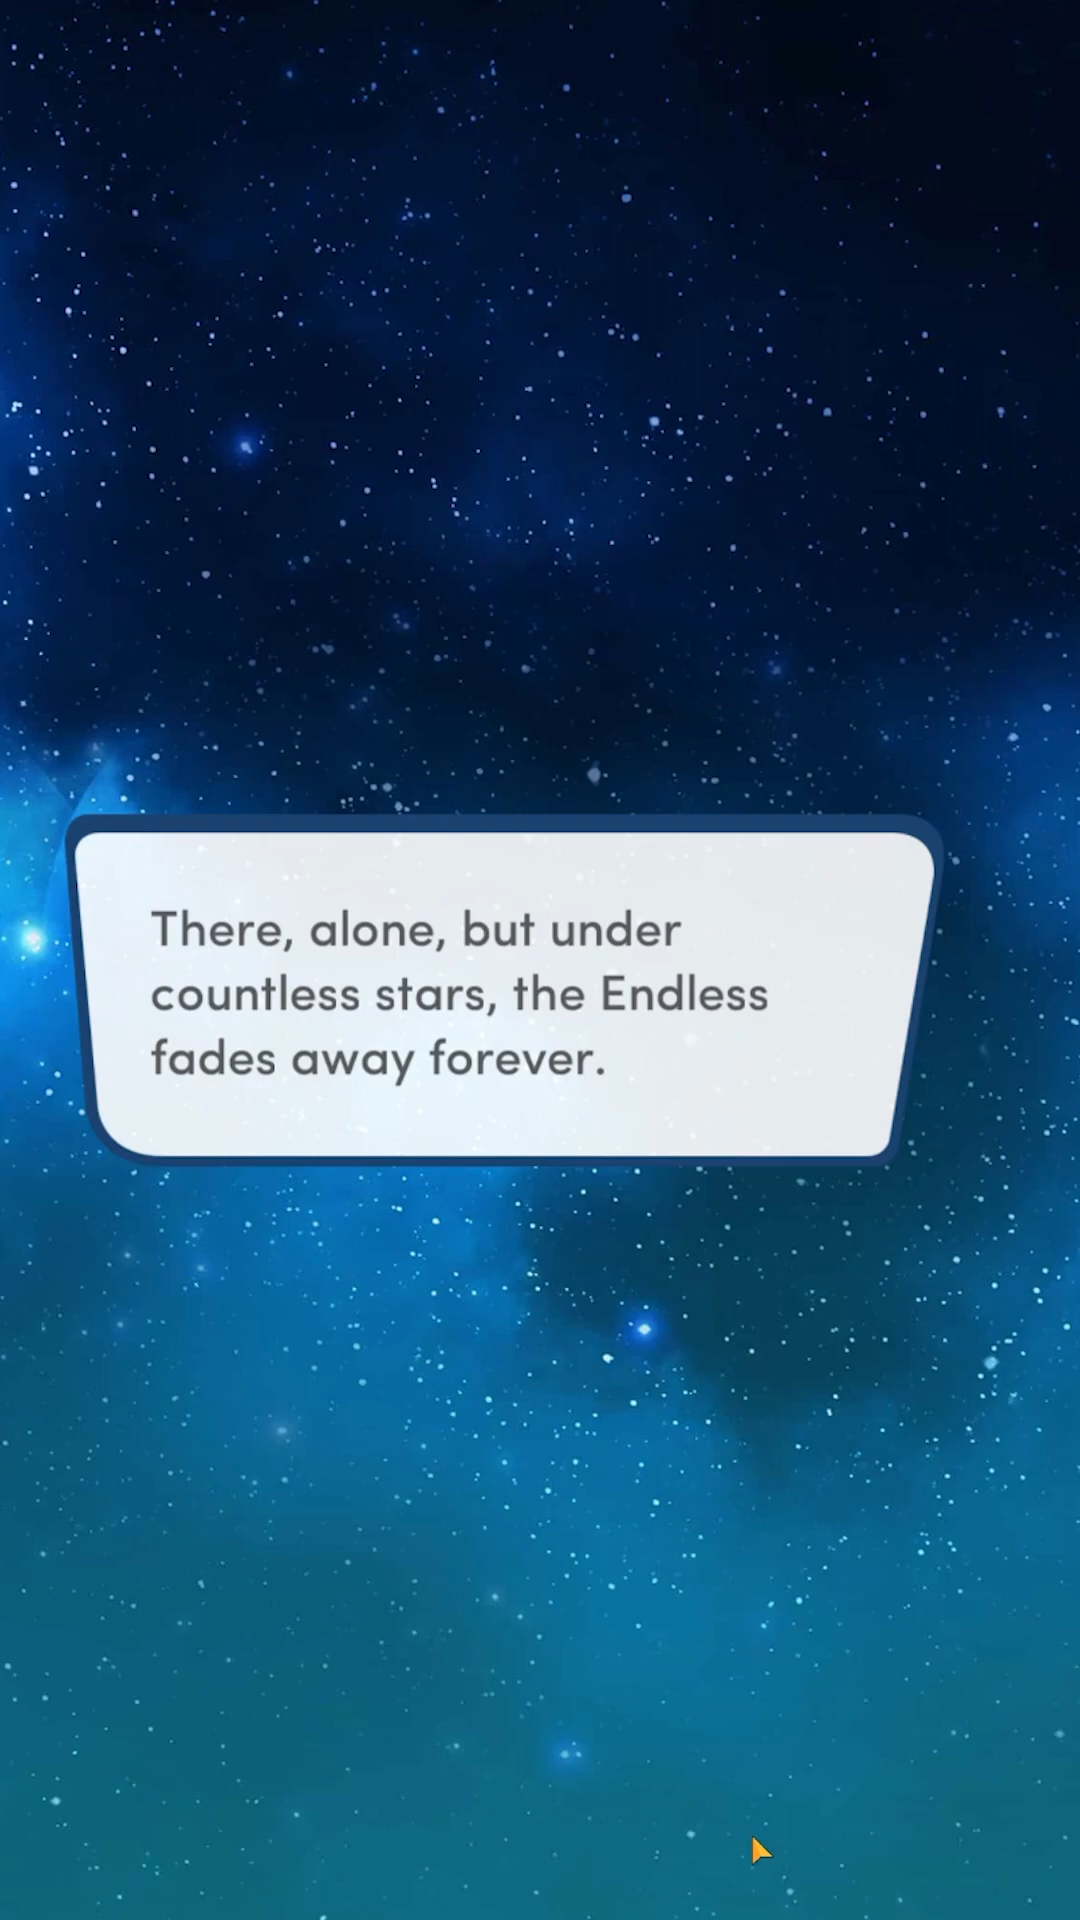 There, alone, but under
countless stars, the Endless
fades away forever.